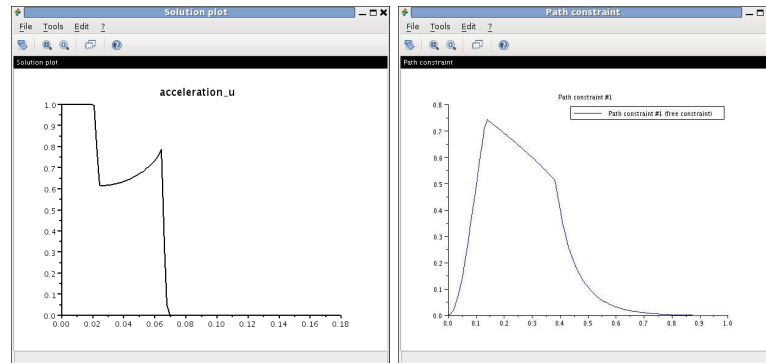 Solution plot
File Tools Edit ?
Solution plot
acceleration_u
1.0
0.9
0.8
0.7
0.6
0.5
0.4
0.3
0.2
0.1
0.0
0.00 0.02 0.04 0.06 0.08 0.10 0.12 0.14 0.16 0.18
Path constraint
File Tools Edit ?
Path constraint
Path constraint #1
Path constraint #1 (free constraint)
0.8
0.7
0.6
0.5
0.4
0.3
0.2
0.1
0.0
0.0 0.1 0.2 0.3 0.4 0.5 0.6 0.7 0.8 0.9 1.0